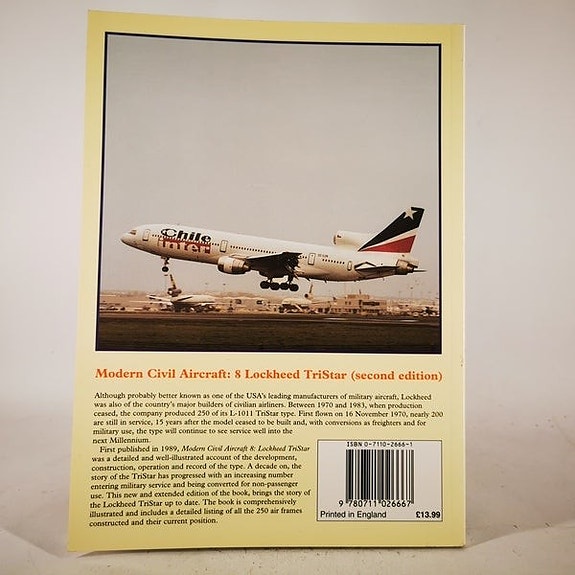 Chile
Inter
Modern Civil Aircraft: 8 Lockheed TriStar (second edition)
Although probably better known as one of the USA's leading manufacturers of military aircraft, Lockheed
was also of the country's major builders of civilian airliners. Between 1970 and 1983, when production
ceased, the company produced 250 of its L-1011 TriStar type. First flown on 16 November 1970, nearly 200
are still in service, 15 years after the model ceased to be built and, with conversions as freighters and for
military use, the type will continue to see service well into the
next Millennium.
First published in 1989, Modern Civil Aircraft 8: Lockheed TriStar
was a detailed and well-illustrated account of the development,
construction, operation and record of the type. A decade on, the
story of the TriStar has progressed with an increasing number
entering military service and being converted for non-passenger
use. This new and extended edition of the book, brings the story of
the Lockheed TriStar up to date. The book is comprehensively
illustrated and includes a detailed listing of all the 250 air frames
constructed and their current position.
ISBN 0-7110-2666-1
9 780711 026667
Printed in England £13.99